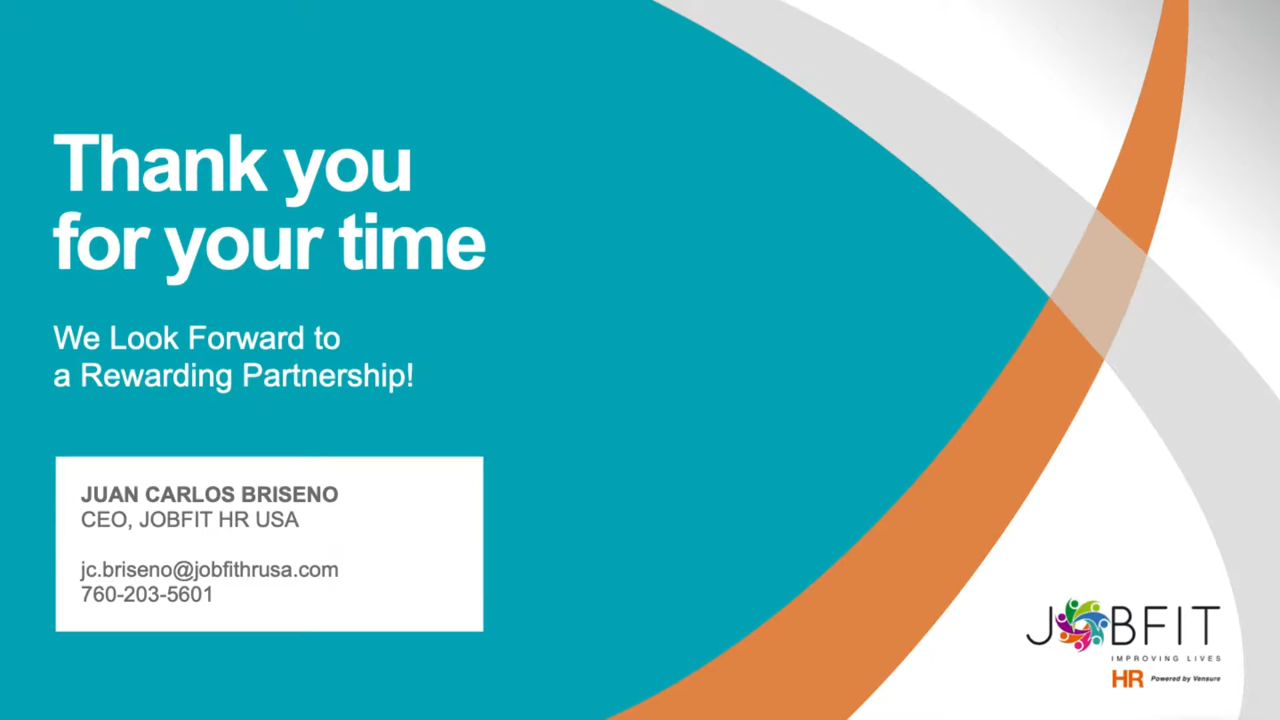 Thank you
for your time
We Look Forward to
a Rewarding Partnership!
JUAN CARLOS BRISENO
CEO, JOBFIT HR USA
jc.briseno@jobfithrusa.com
760-203-5601
JOBFIT
IMPROVING LIVES
HR Powered by Vensure